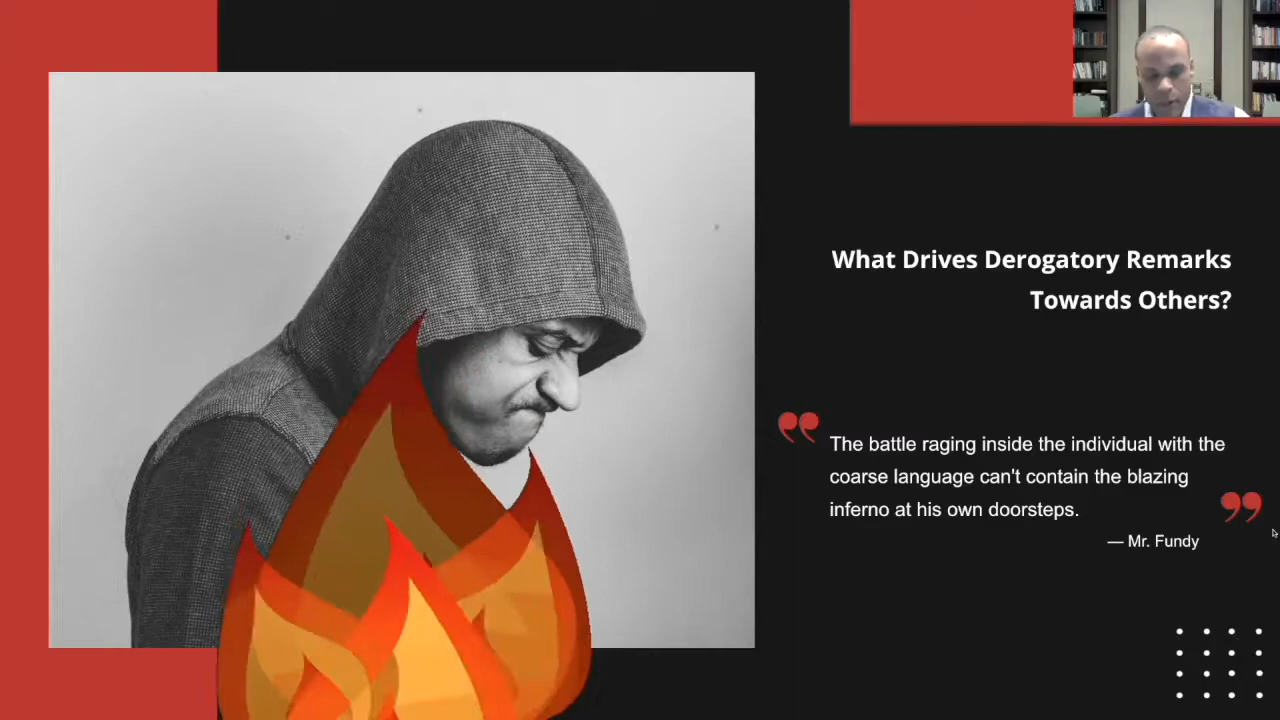 What Drives Derogatory Remarks
Towards Others?
The battle raging inside the individual with the
coarse language can't contain the blazing
inferno at his own doorsteps.
— Mr. Fundy